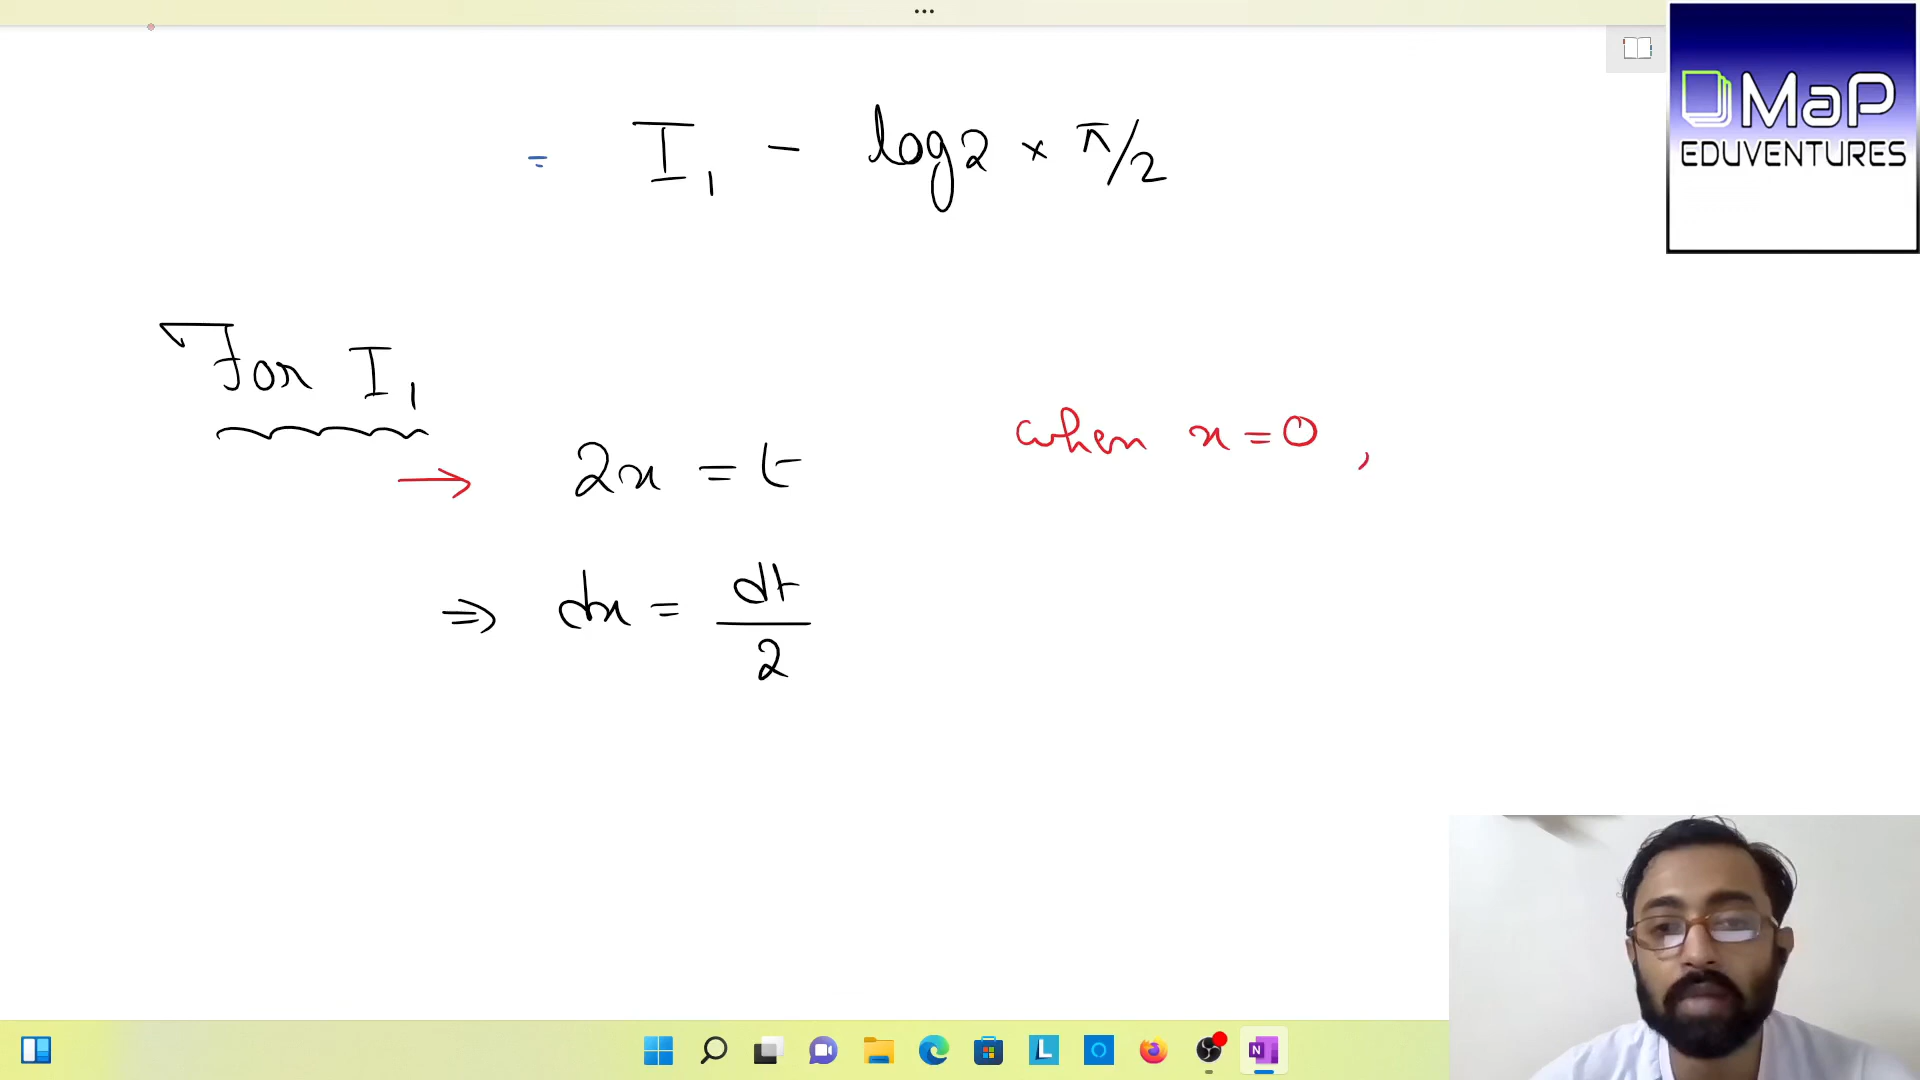 = I₁ - log2 × π/2
MaP
EDUVENTURES
For I₁
→ 2x = t
when x = 0 ,
⇒ dx = dt/2